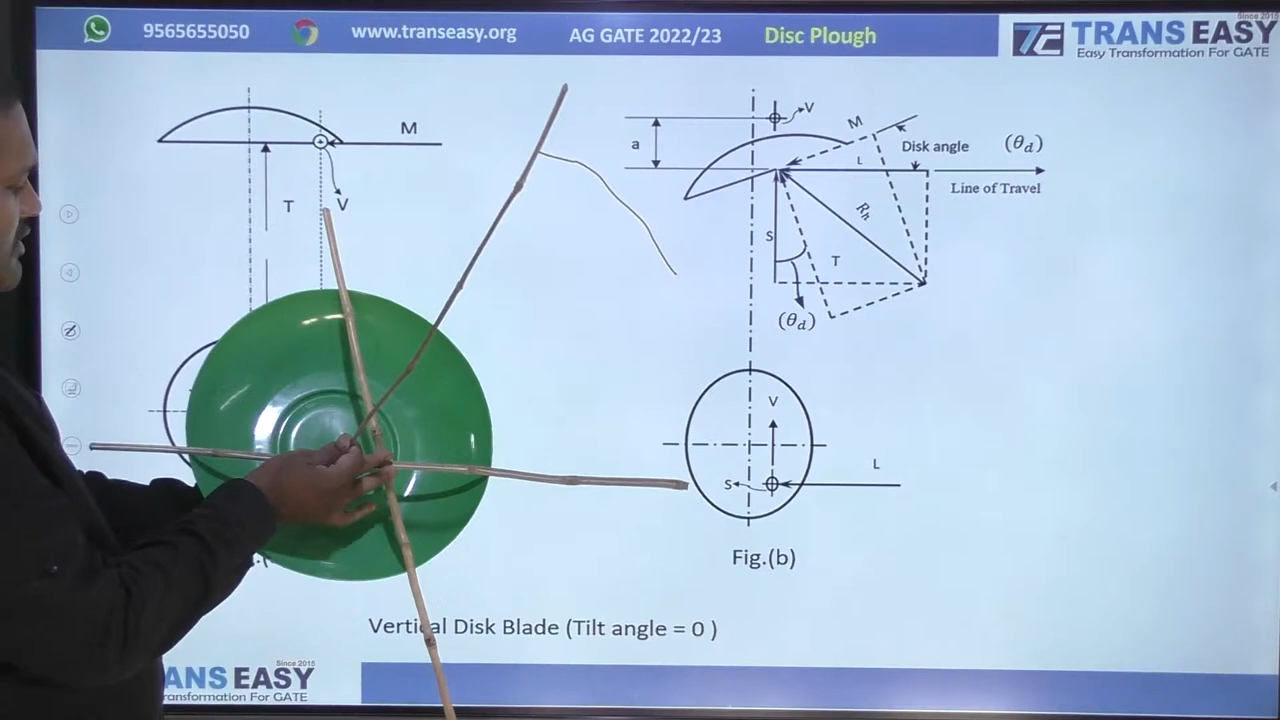 9565655050 www.transeasy.org AG GATE 2022/23 Disc Plough
Since 2015
TRANS EASY
Easy Transformation For GATE
M
V
T
V
M
a
L
Disk angle (θd)
Line of Travel
Rh
S
T
(θd)
V
S
L
Fig.(b)
Vertical Disk Blade (Tilt angle = 0 )
Since 2015
ANS EASY
ransformation For GATE